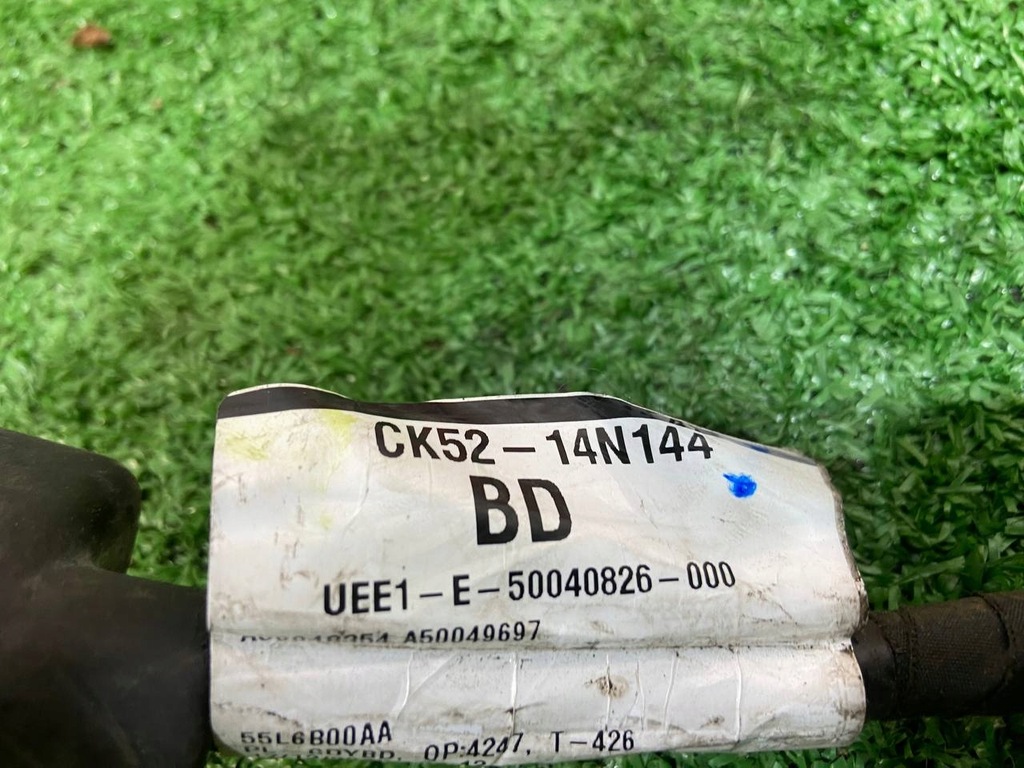 CK52-14N144
BD
UEE1-E-50040826-000
A50049697
55L6B00AA
OP:4247, T-426